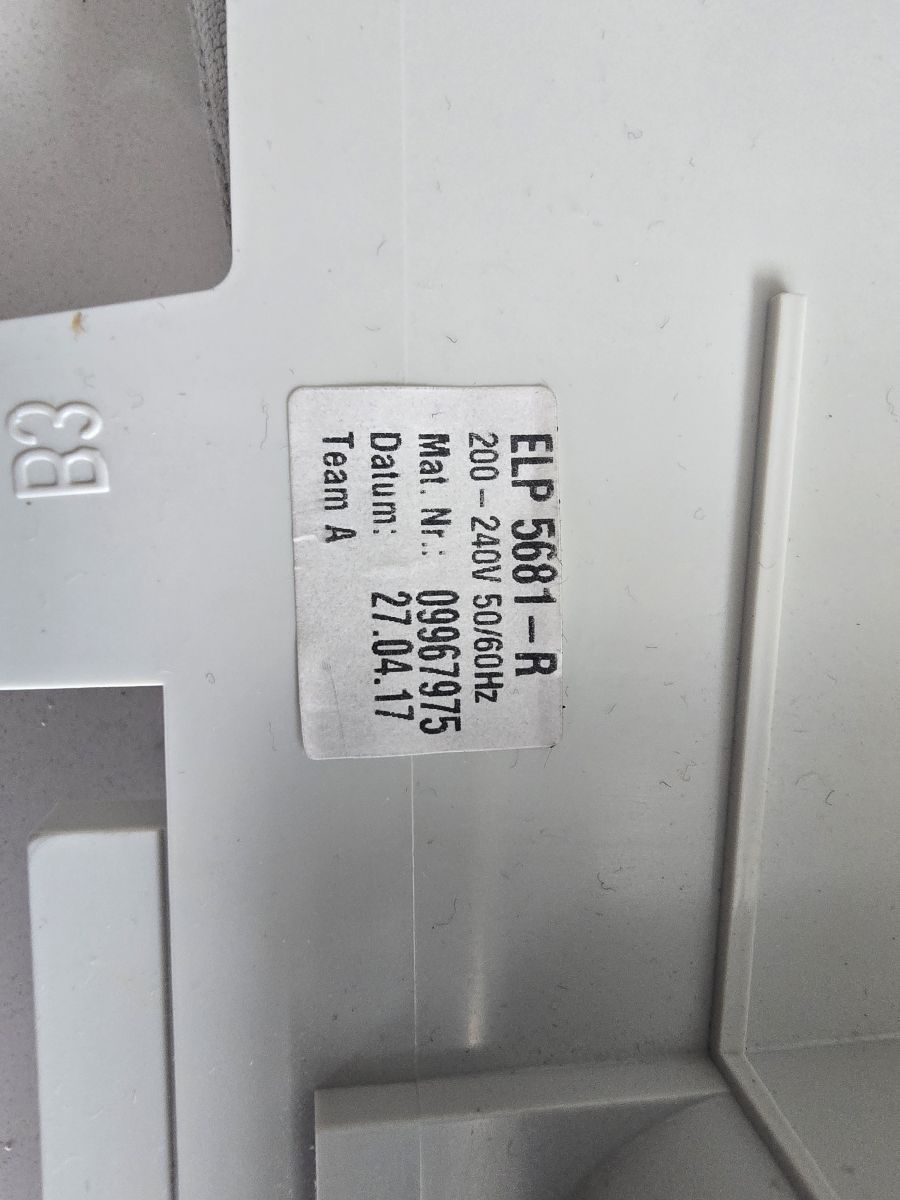 ELP 5681-R
200-240V 50/60Hz
Mat. Nr.: 09967975
Datum: 27.04.17
Team A
B3